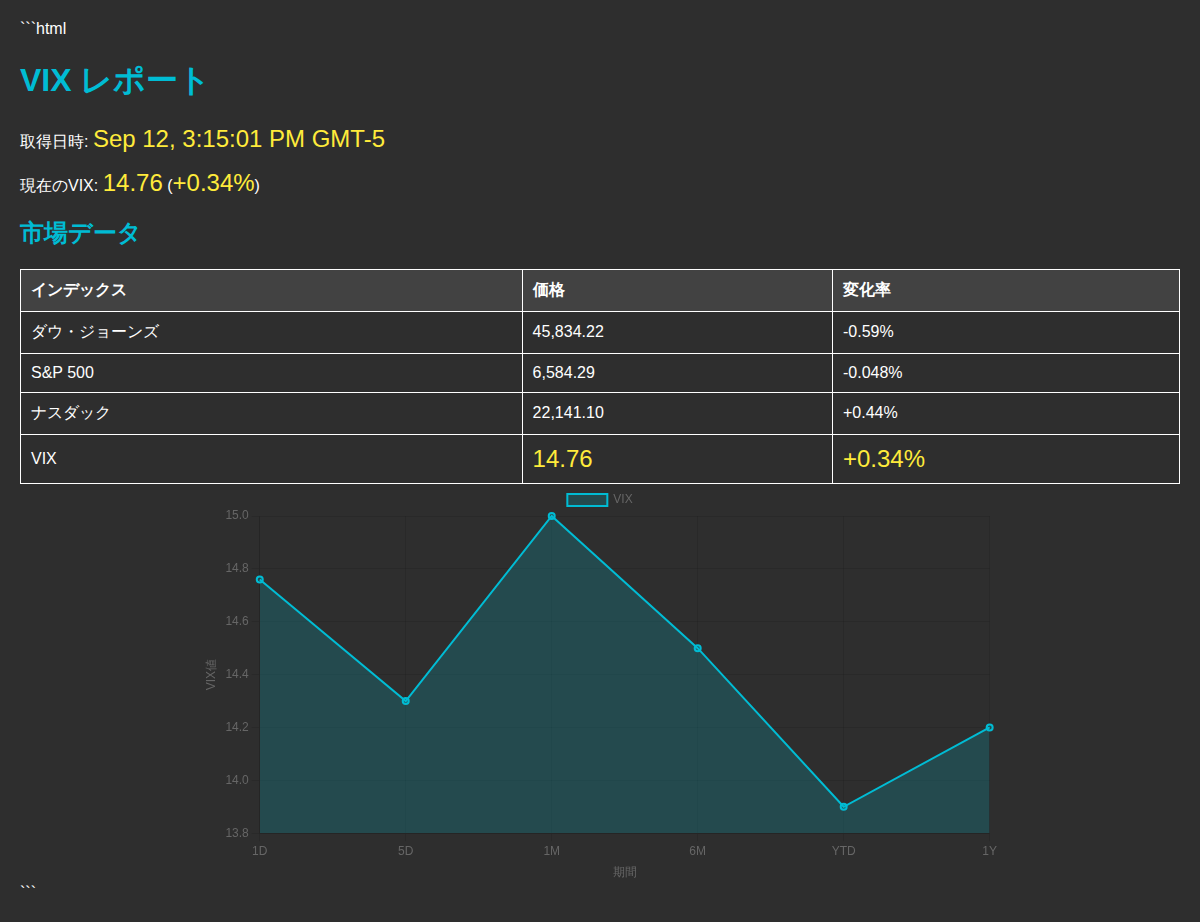 ```html
VIX レポート
取得日時: Sep 12, 3:15:01 PM GMT-5
現在のVIX: 14.76 (+0.34%)
市場データ
インデックス 価格 変化率
ダウ・ジョーンズ 45,834.22 -0.59%
S&P 500 6,584.29 -0.048%
ナスダック 22,141.10 +0.44%
VIX 14.76 +0.34%
VIX
15.0
14.8
14.6
14.4
14.2
14.0
13.8
VIX値
1D 5D 1M 6M YTD 1Y
期間
```